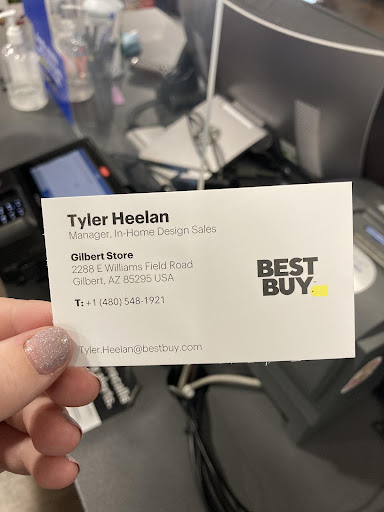 Tyler Heelan
Manager, In-Home Design Sales
Gilbert Store
2288 E Williams Field Road
Gilbert, AZ 85295 USA
T: +1 (480) 548-1921
Tyler.Heelan@bestbuy.com
BEST
BUY